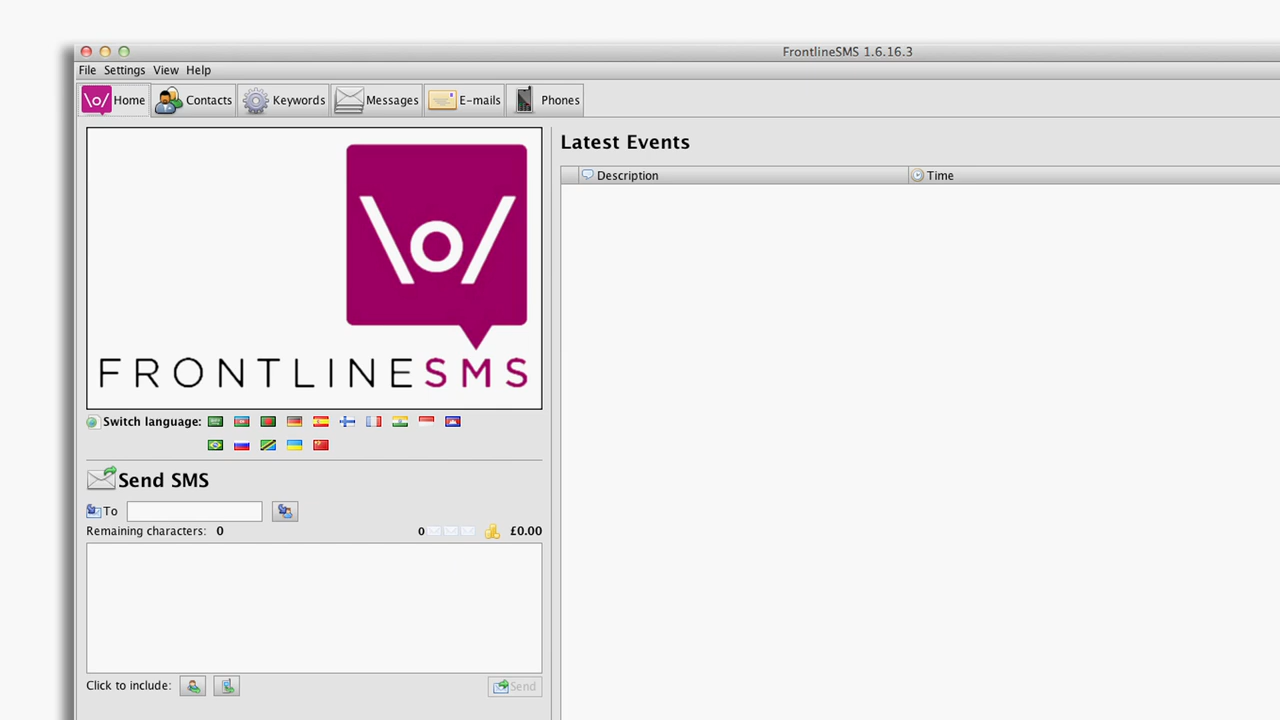 FrontlineSMS 1.6.16.3
File Settings View Help
Home Contacts Keywords Messages E-mails Phones
\o/
FRONTLINESMS
Latest Events
Description Time
Switch language:
Send SMS
To
Remaining characters: 0 0 £0.00
Click to include: Send